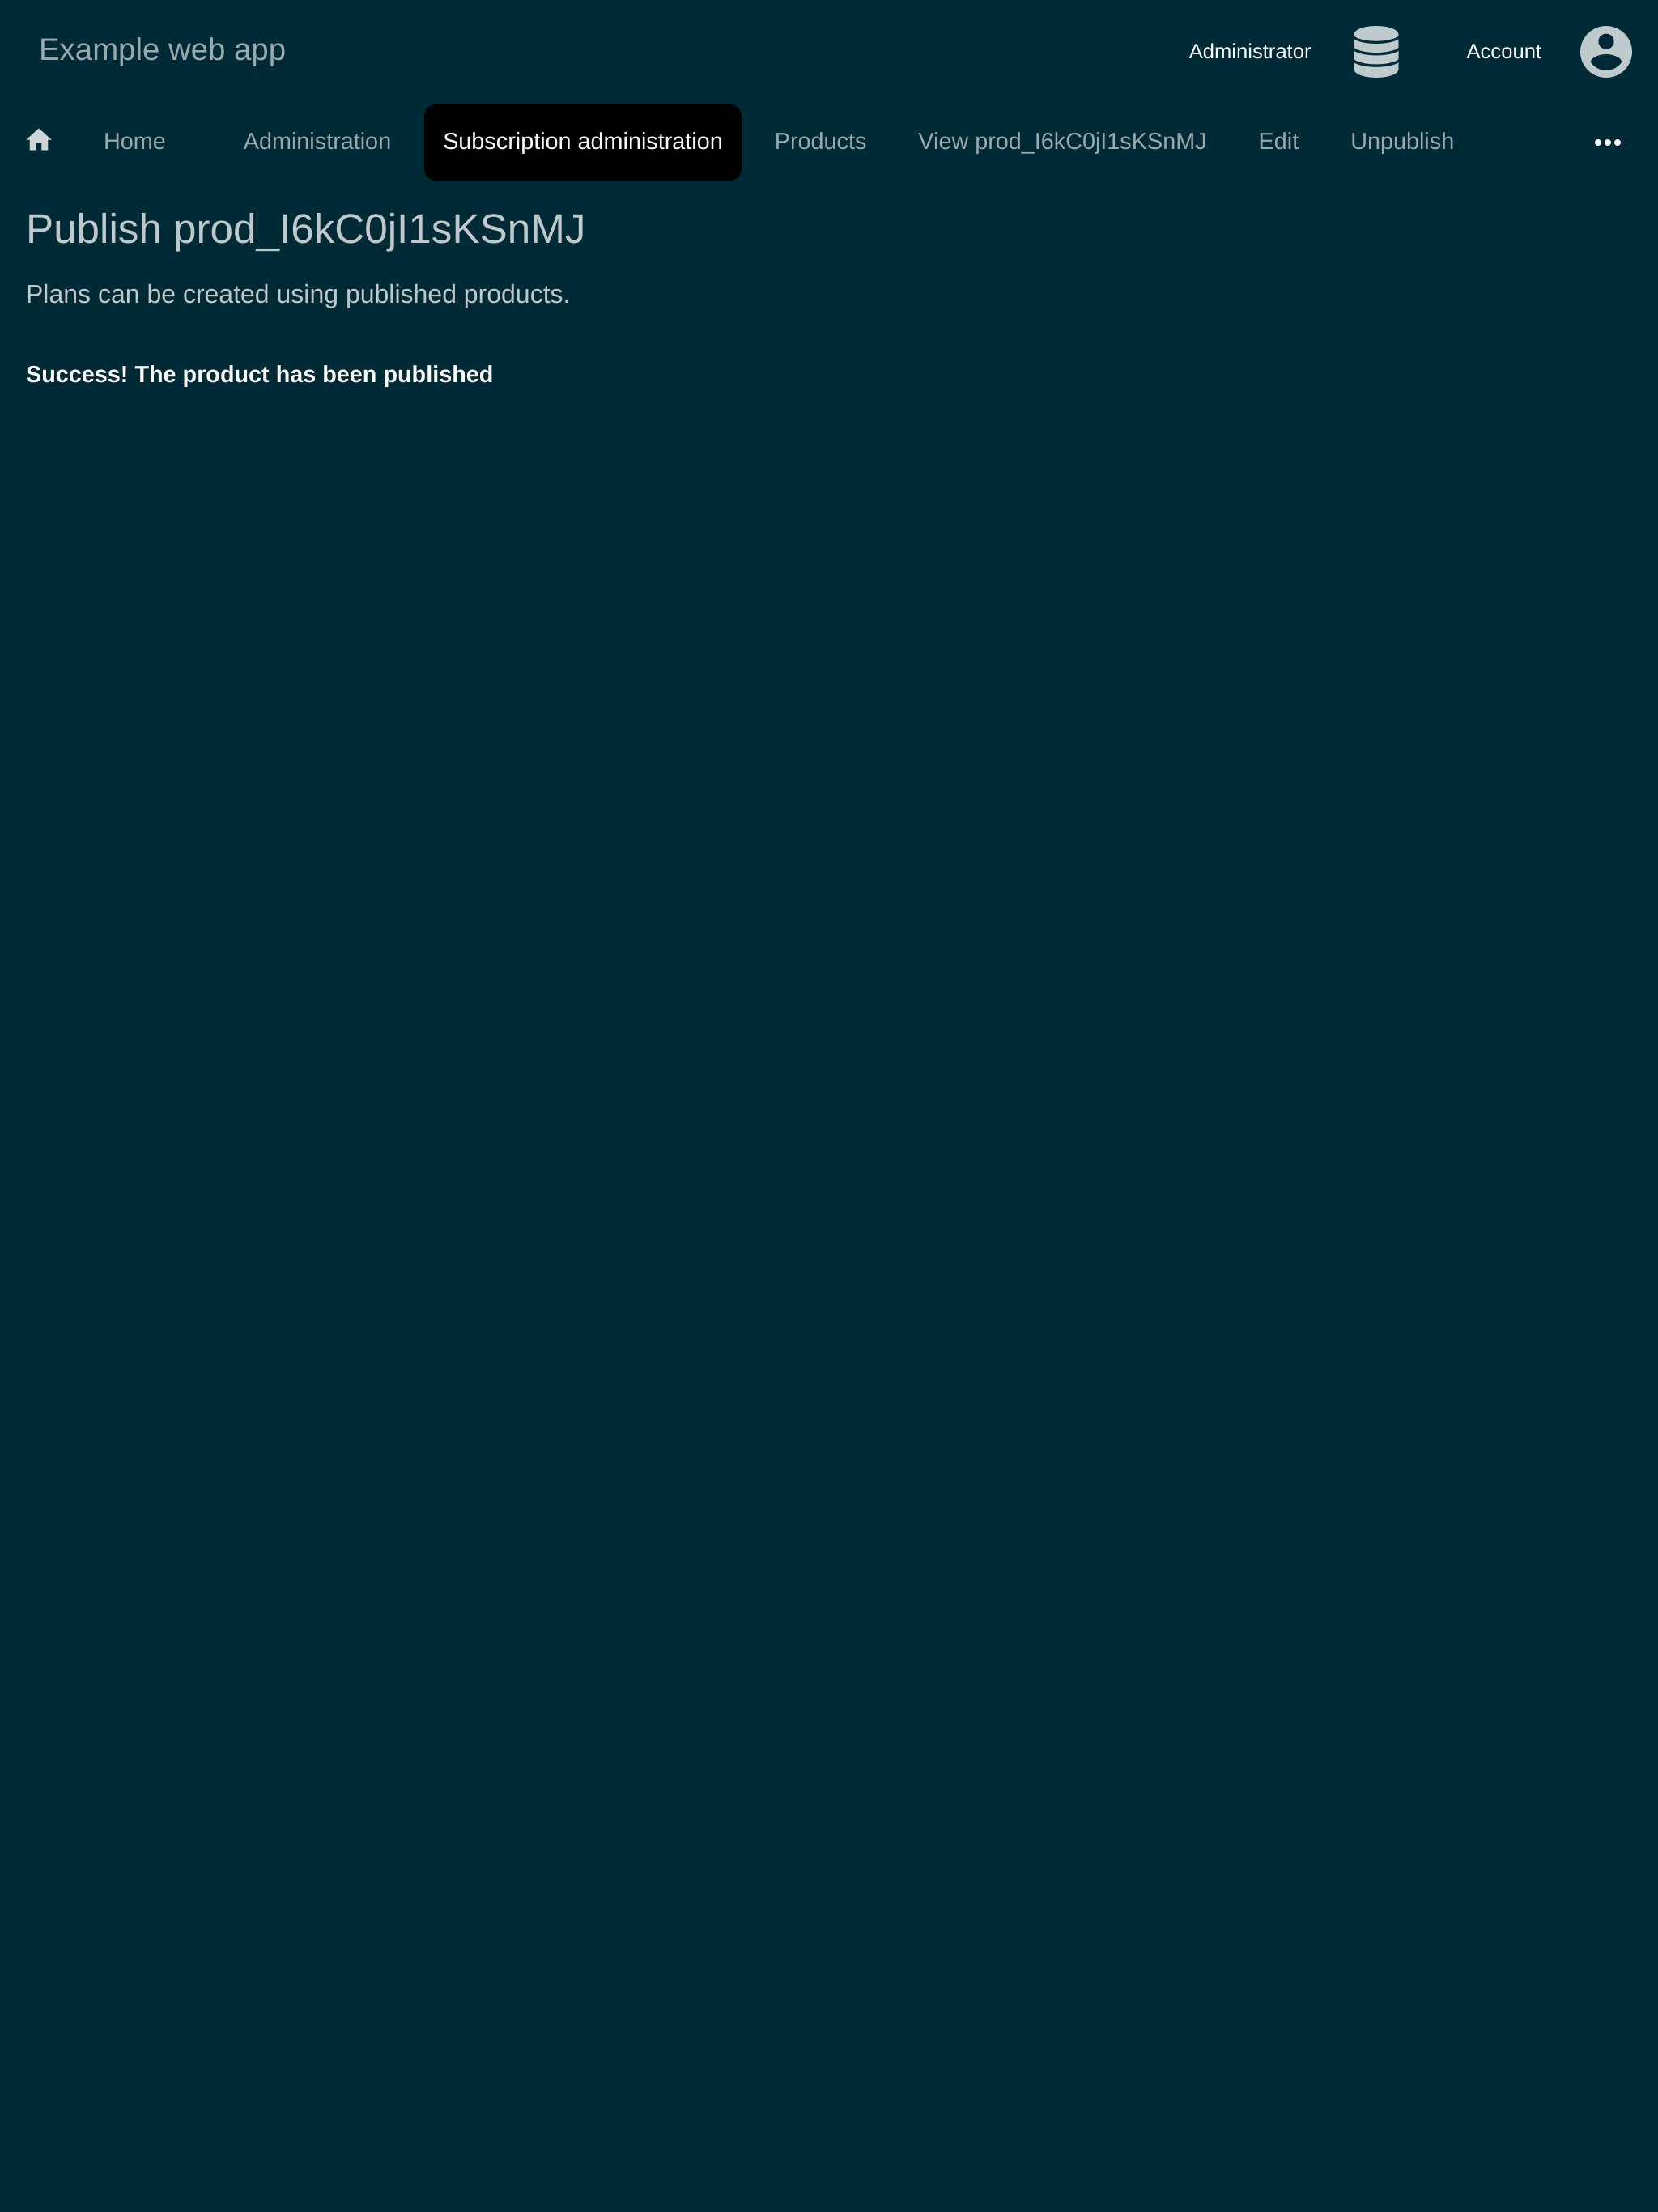 Example web app
Administrator
Account
Home
Administration
Subscription administration
Products
View prod_I6kC0jI1sKSnMJ
Edit
Unpublish
Publish prod_I6kC0jI1sKSnMJ
Plans can be created using published products.
Success! The product has been published